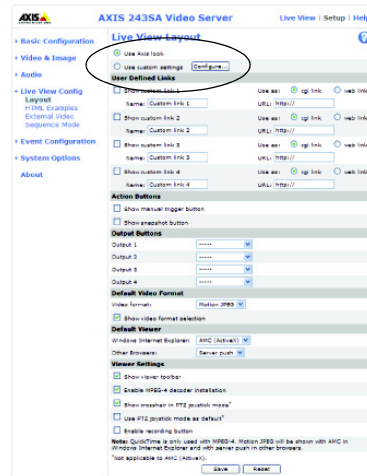 AXIS
AXIS 243SA Video Server
Live View | Setup | Help
Basic Configuration
Video & Image
Audio
Live View Config
Layout
HTML Examples
External Video
Sequence Mode
Event Configuration
System Options
About
Live View Layout
Use Axis look
Use custom settings Configure...
User Defined Links
Show custom link 1 Use as: cgi link web link
Name: Custom link 1 URL: http://
Show custom link 2 Use as: cgi link web link
Name: Custom link 2 URL: http://
Show custom link 3 Use as: cgi link web link
Name: Custom link 3 URL: http://
Show custom link 4 Use as: cgi link web link
Name: Custom link 4 URL: http://
Action Buttons
Show manual trigger button
Show snapshot button
Output Buttons
Output 1 -----
Output 2 -----
Output 3 -----
Output 4 -----
Default Video Format
Video format: Motion JPEG
Show video format selection
Default Viewer
Windows Internet Explorer: AMC (ActiveX)
Other Browsers: Server push
Viewer Settings
Show viewer toolbar
Enable MPEG-4 decoder installation
Show crosshair in PTZ joystick mode*
Use PTZ joystick mode as default*
Enable recording button
Note: QuickTime is only used with MPEG-4. Motion JPEG will be shown with AMC in
Windows Internet Explorer and with server push in other browsers.
*Not applicable to AMC (ActiveX).
Save Reset